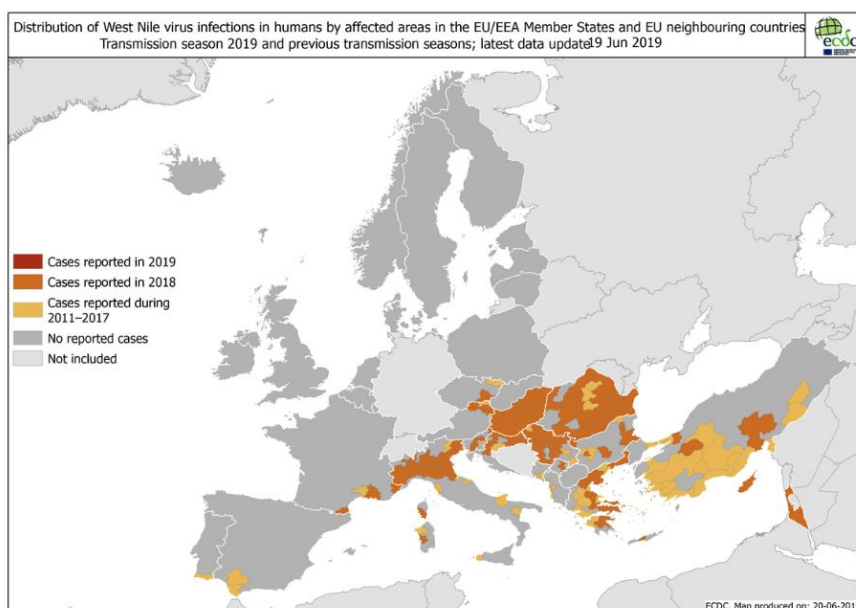 Distribution of West Nile virus infections in humans by affected areas in the EU/EEA Member States and EU neighbouring countries
Transmission season 2019 and previous transmission seasons; latest data update19 Jun 2019
ecdc
Cases reported in 2019
Cases reported in 2018
Cases reported during
2011–2017
No reported cases
Not included
ECDC. Map produced on: 20-06-201